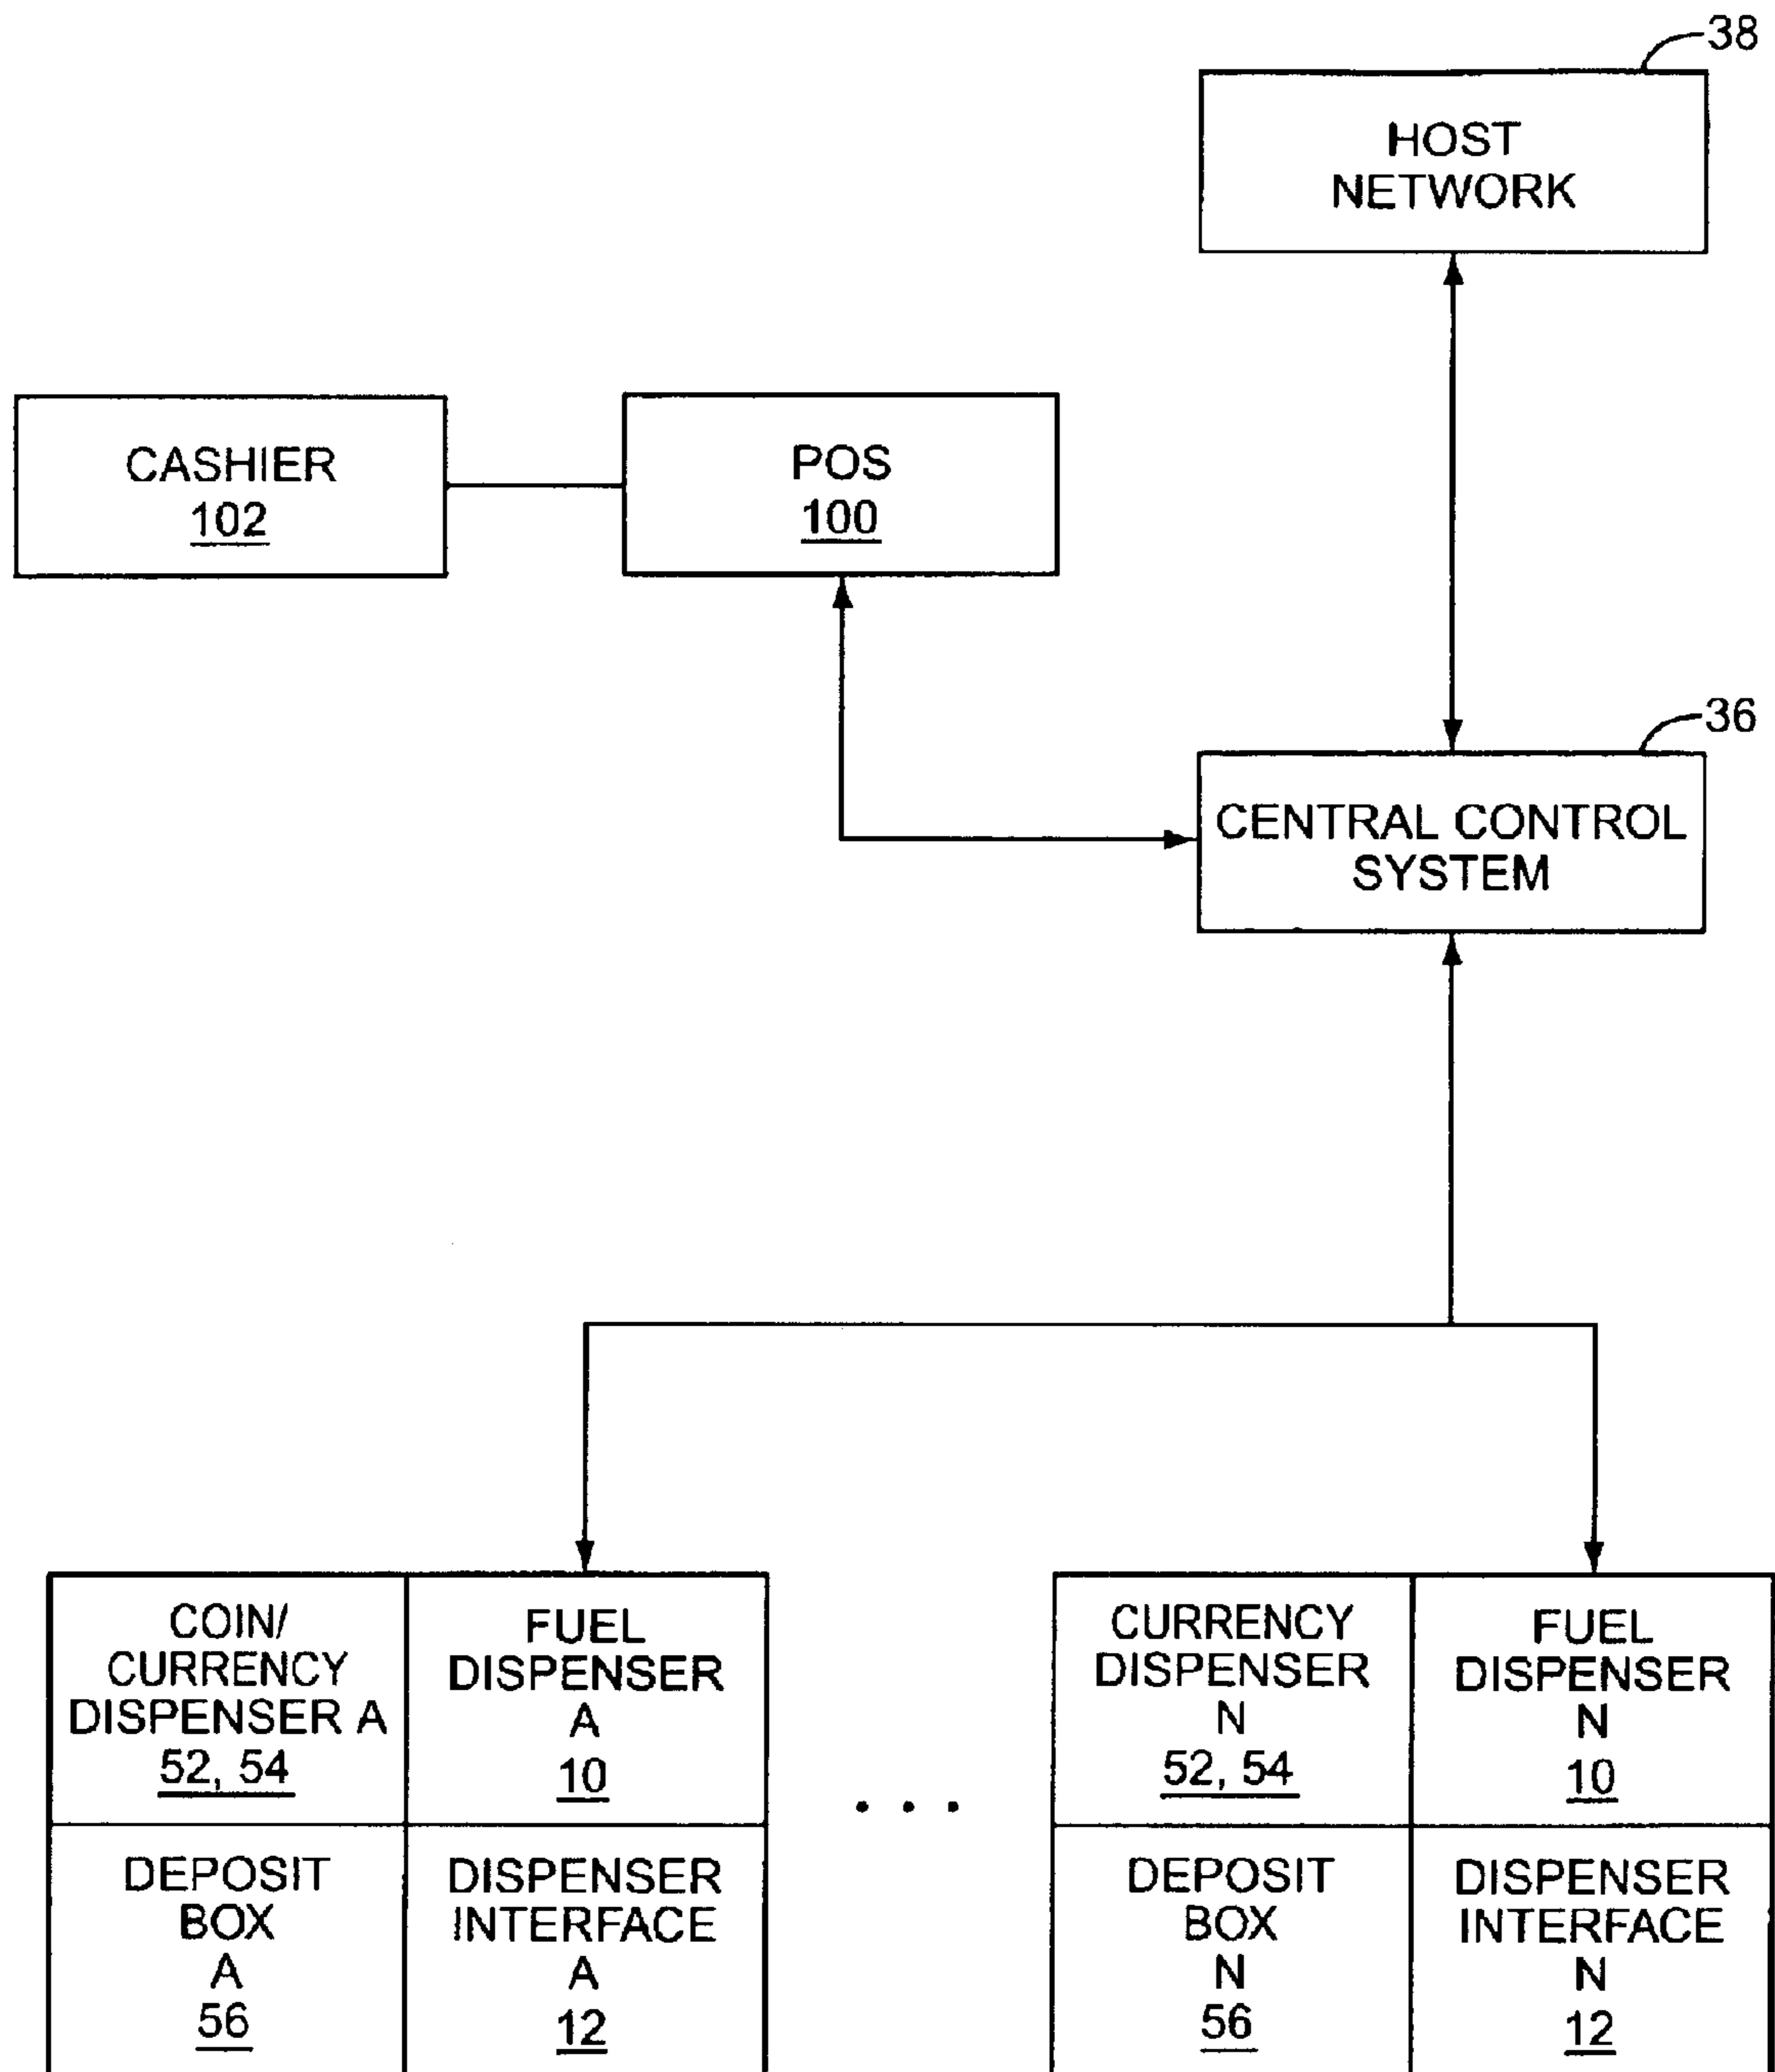 38
HOST
NETWORK
CASHIER
102
POS
100
36
CENTRAL CONTROL
SYSTEM
COIN/
CURRENCY
DISPENSER A
52, 54
FUEL
DISPENSER
A
10
DEPOSIT
BOX
A
56
DISPENSER
INTERFACE
A
12
. . .
CURRENCY
DISPENSER
N
52, 54
FUEL
DISPENSER
N
10
DEPOSIT
BOX
N
56
DISPENSER
INTERFACE
N
12